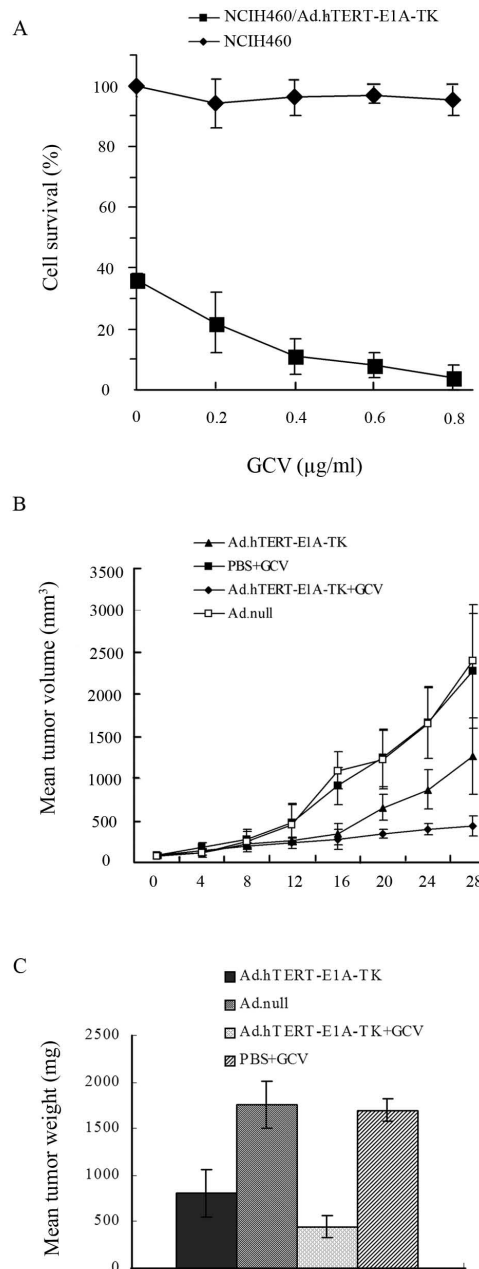 A
NCIH460/Ad.hTERT-E1A-TK
NCIH460
Cell survival (%)
100
80
60
40
20
0
0 0.2 0.4 0.6 0.8
GCV (µg/ml)
B
Ad.hTERT-E1A-TK
PBS+GCV
Ad.hTERT-E1A-TK+GCV
Ad.null
Mean tumor volume (mm³)
3500
3000
2500
2000
1500
1000
500
0
0 4 8 12 16 20 24 28
C
Ad.hTERT-E1A-TK
Ad.null
Ad.hTERT-E1A-TK+GCV
PBS+GCV
Mean tumor weight (mg)
2500
2000
1500
1000
500
0